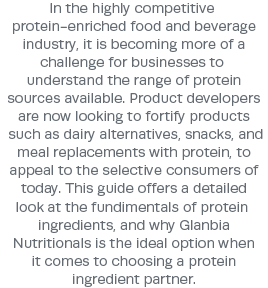 In the highly competitive
protein-enriched food and beverage
industry, it is becoming more of a
challenge for businesses to
understand the range of protein
sources available. Product developers
are now looking to fortify products
such as dairy alternatives, snacks, and
meal replacements with protein, to
appeal to the selective consumers of
today. This guide offers a detailed
look at the fundimentals of protein
ingredients, and why Glanbia
Nutritionals is the ideal option when
it comes to choosing a protein
ingredient partner.